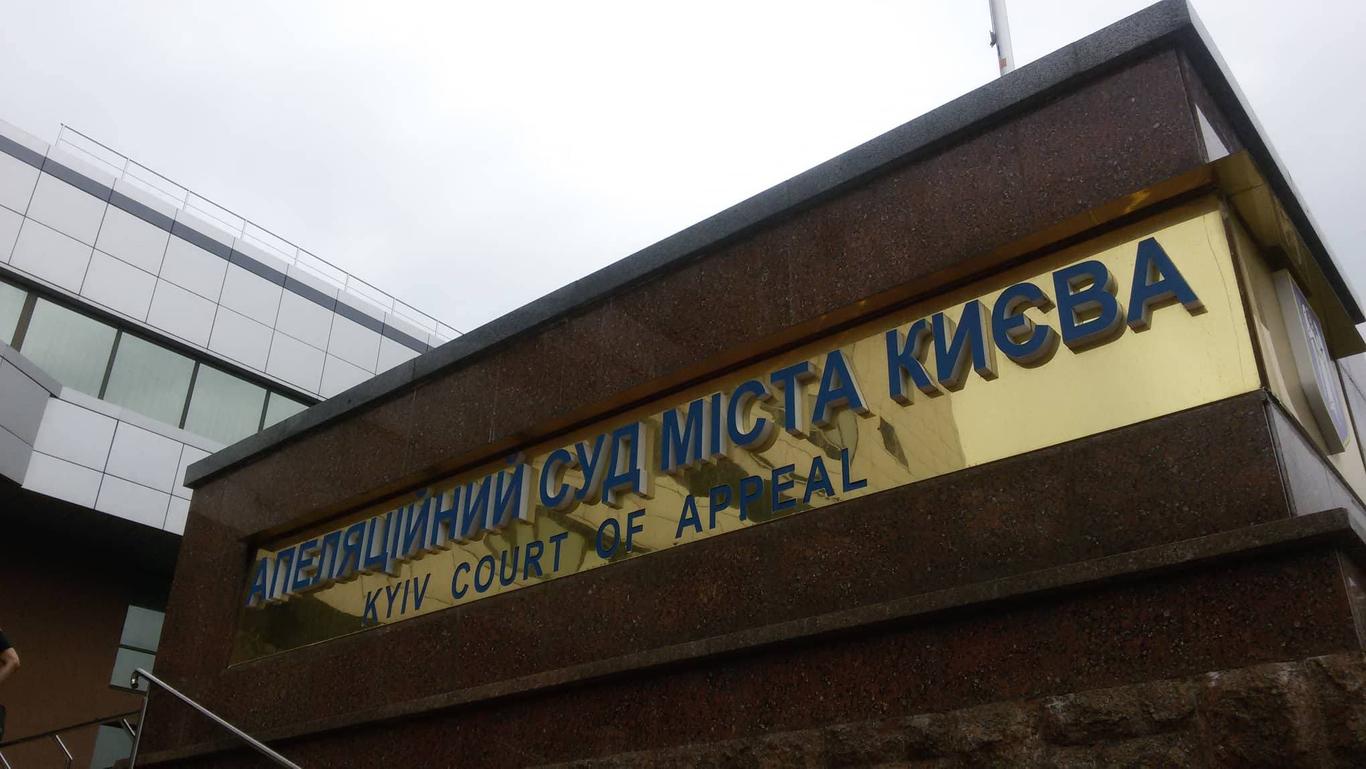 АПЕЛЯЦІЙНИЙ СУД МІСТА КИЄВА
KYIV COURT OF APPEAL